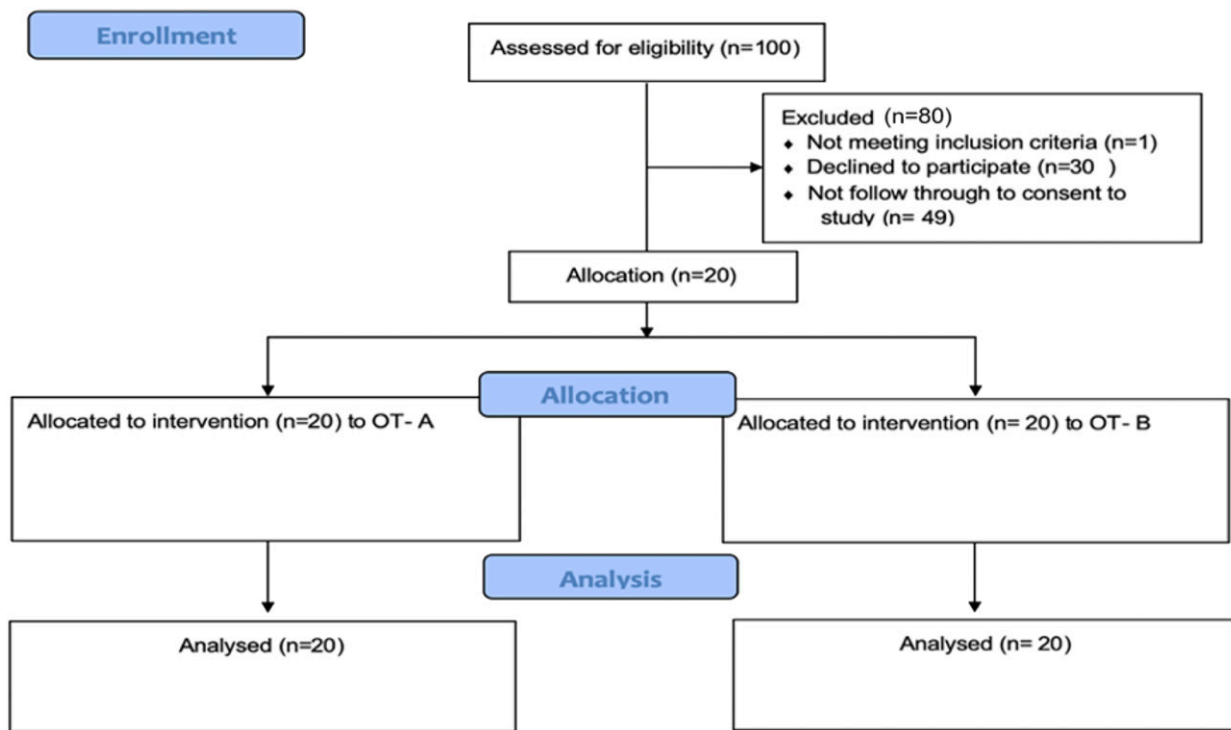 Enrollment
Assessed for eligibility (n=100)
Excluded (n=80)
⬥ Not meeting inclusion criteria (n=1)
⬥ Declined to participate (n=30 )
⬥ Not follow through to consent to
study (n= 49)
Allocation (n=20)
Allocation
Allocated to intervention (n=20) to OT- A
Allocated to intervention (n= 20) to OT- B
Analysis
Analysed (n=20)
Analysed (n= 20)